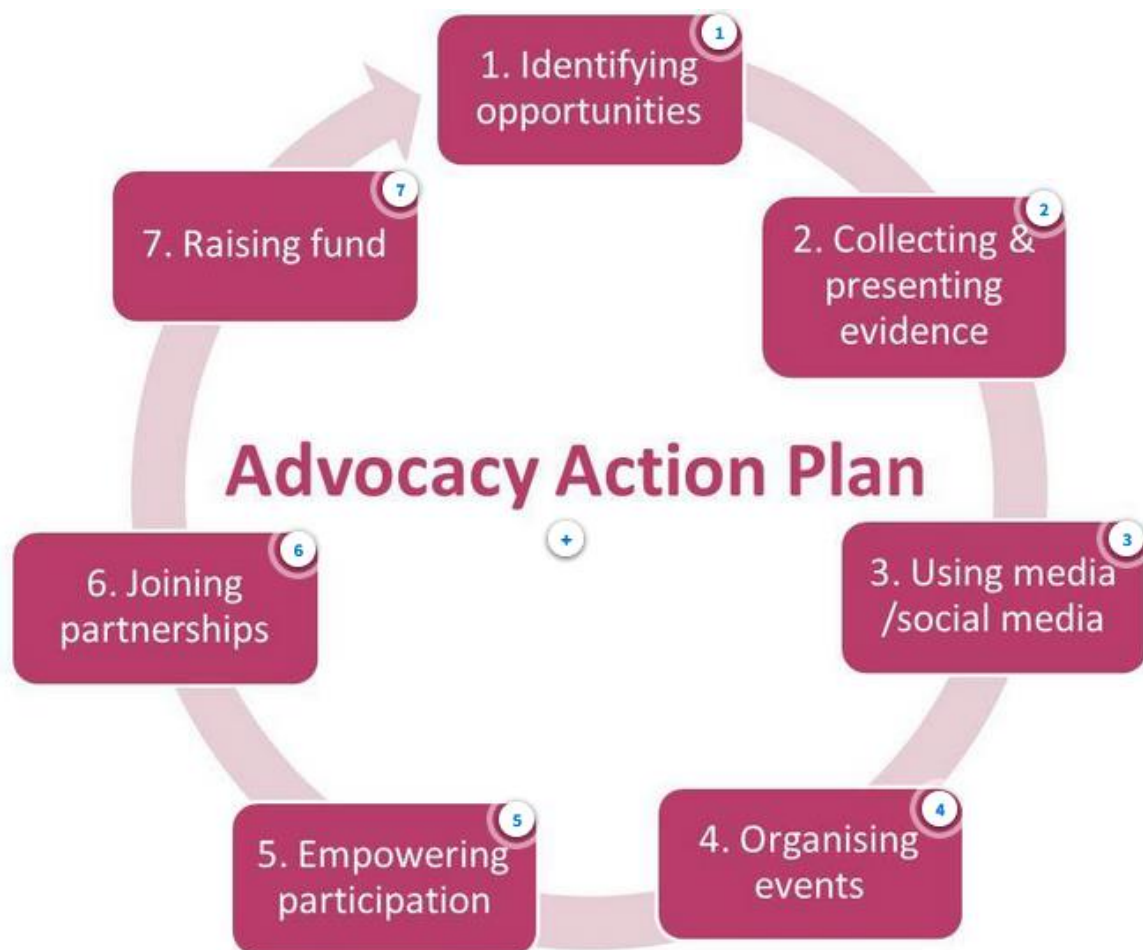 1
1. Identifying
opportunities
2
2. Collecting &
presenting
evidence
3
3. Using media
/social media
4
4. Organising
events
5
5. Empowering
participation
6
6. Joining
partnerships
7
7. Raising fund
Advocacy Action Plan
+